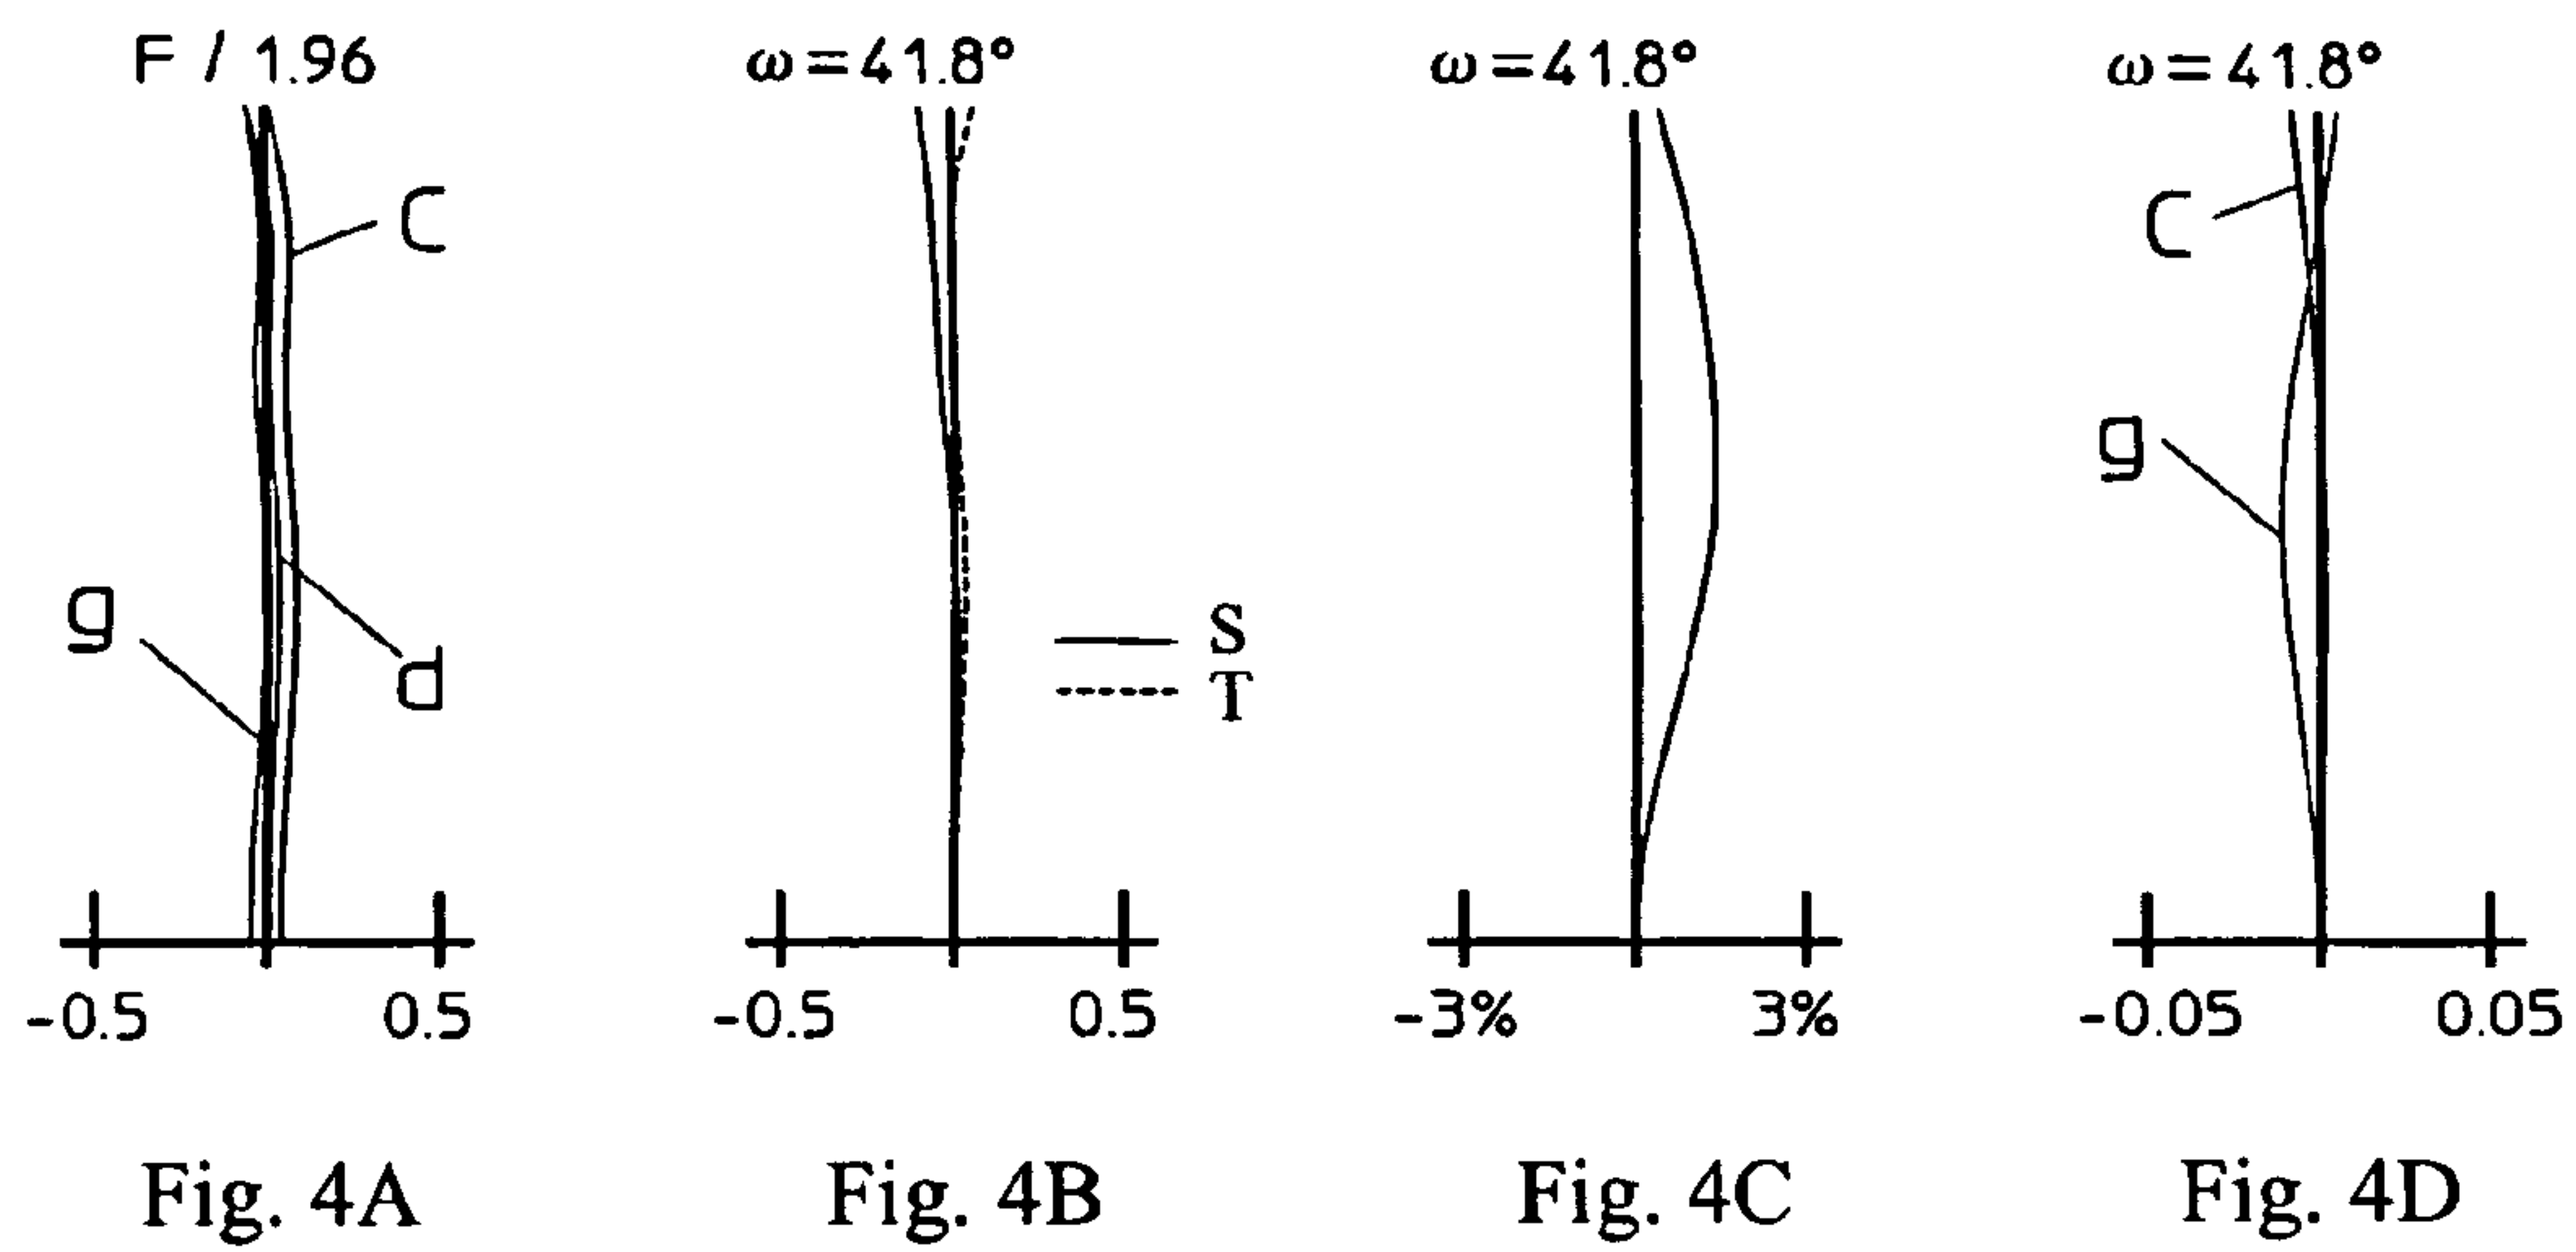 F / 1.96
ω=41.8°
ω=41.8°
ω=41.8°
C
C
g
g
d
S
T
-0.5
0.5
-0.5
0.5
-3%
3%
-0.05
0.05
Fig. 4A
Fig. 4B
Fig. 4C
Fig. 4D